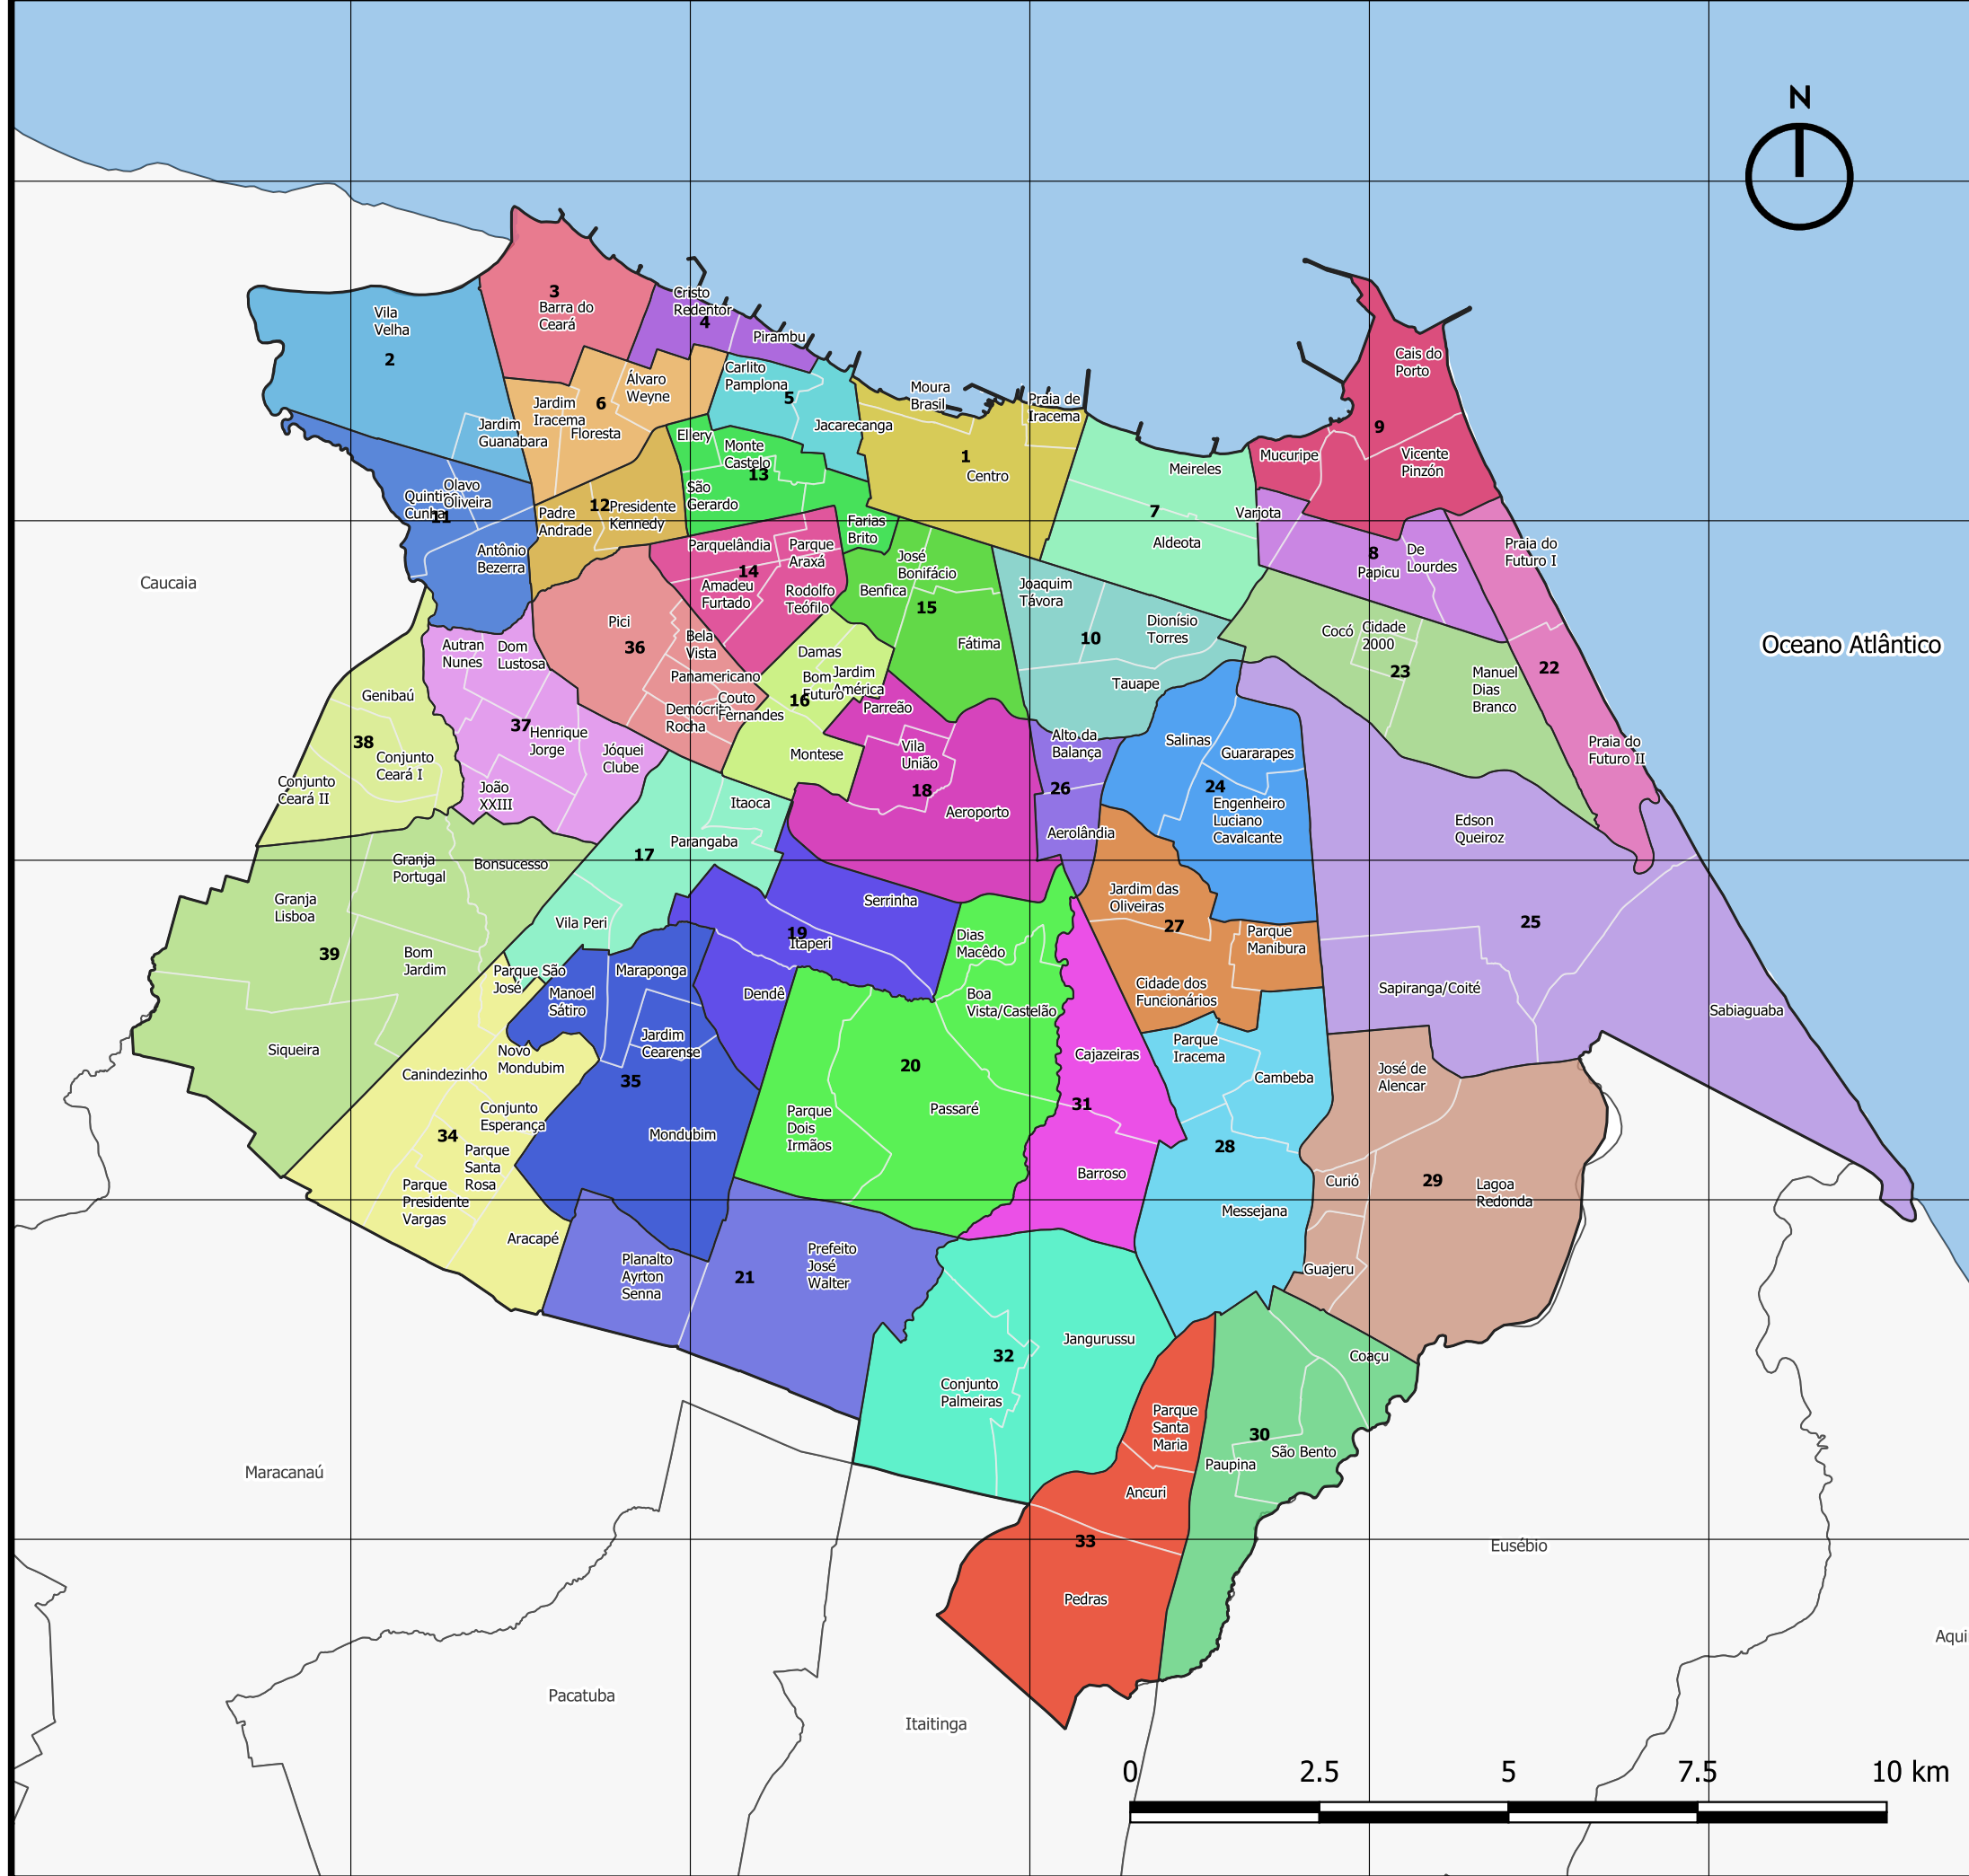 N
3
Barra do
Ceará
Vila
Velha
2
Cristo
Redentor
4
Pirambu
Cais do
Porto
9
Mucuripe
Vicente
Pinzón
Carlito
Pamplona
5
Jacarecanga
Álvaro
Weyne
6
Jardim
Iracema
Floresta
Jardim
Guanabara
Moura
Brasil
Praia de
Iracema
1
Centro
Meireles
7
Aldeota
Varjota
Ellery
Monte
Castelo
13
São
Gerardo
Farias
Brito
Olavo
Oliveira
Quintino
Cunha
11
Antônio
Bezerra
12
Padre
Andrade
Presidente
Kennedy
Parquelândia
Parque
Araxá
14
Amadeu
Furtado
Rodolfo
Teófilo
José
Bonifácio
Benfica
15
Fátima
Joaquim
Távora
10
Dionísio
Torres
Tauape
8
Papicu
De
Lourdes
Praia do
Futuro I
22
Praia do
Futuro II
Cocó
Cidade
2000
23
Manuel
Dias
Branco
Oceano Atlântico
Caucaia
Pici
36
Bela
Vista
Panamericano
Demócrito
Rocha
Couto
Fernandes
Damas
Bom
Futuro
Jardim
América
16
Montese
Parreão
Vila
União
18
Aeroporto
Autran
Nunes
Dom
Lustosa
37
Henrique
Jorge
Jóquei
Clube
João
XXIII
Genibaú
38
Conjunto
Ceará I
Conjunto
Ceará II
Alto da
Balança
26
Aerolândia
Salinas
Guararapes
24
Engenheiro
Luciano
Cavalcante
Edson
Queiroz
25
Sapiranga/Coité
Sabiaguaba
Itaoca
Parangaba
17
Vila Peri
Granja
Portugal
Bonsucesso
Granja
Lisboa
39
Bom
Jardim
Siqueira
Serrinha
19
Itaperi
Dendê
Dias
Macêdo
Boa
Vista/Castelão
20
Parque
Dois
Irmãos
Passaré
Jardim das
Oliveiras
27
Parque
Manibura
Cidade dos
Funcionários
Parque São
José
Manoel
Sátiro
Maraponga
Jardim
Cearense
35
Mondubim
Novo
Mondubim
Canindezinho
Conjunto
Esperança
34
Parque
Santa
Rosa
Parque
Presidente
Vargas
Aracapé
Cajazeiras
31
Barroso
Parque
Iracema
Cambeba
28
Messejana
José de
Alencar
Curió
29
Lagoa
Redonda
Guajeru
Planalto
Ayrton
Senna
21
Prefeito
José
Walter
Jangurussu
32
Conjunto
Palmeiras
Coaçu
30
São Bento
Paupina
Parque
Santa
Maria
Ancuri
33
Pedras
Maracanaú
Eusébio
Aqui
Pacatuba
Itaitinga
0 2.5 5 7.5 10 km